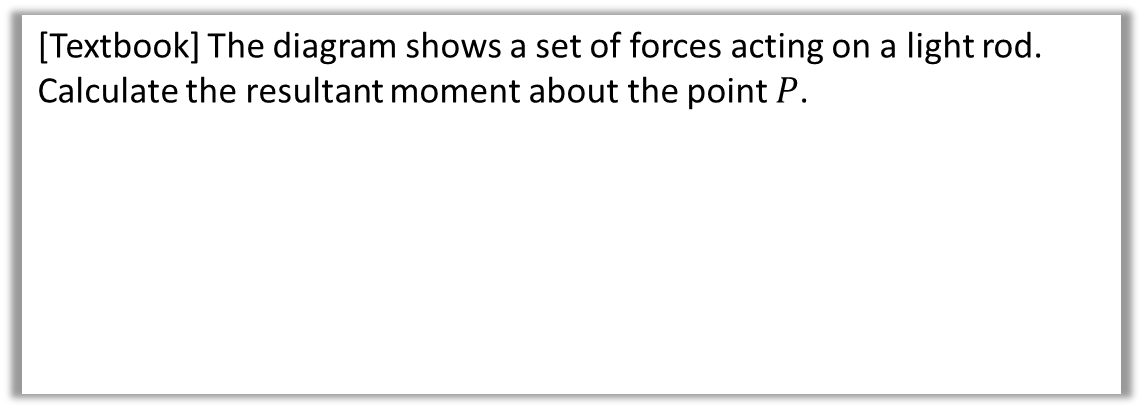 [Textbook] The diagram shows a set of forces acting on a light rod.
Calculate the resultant moment about the point P.